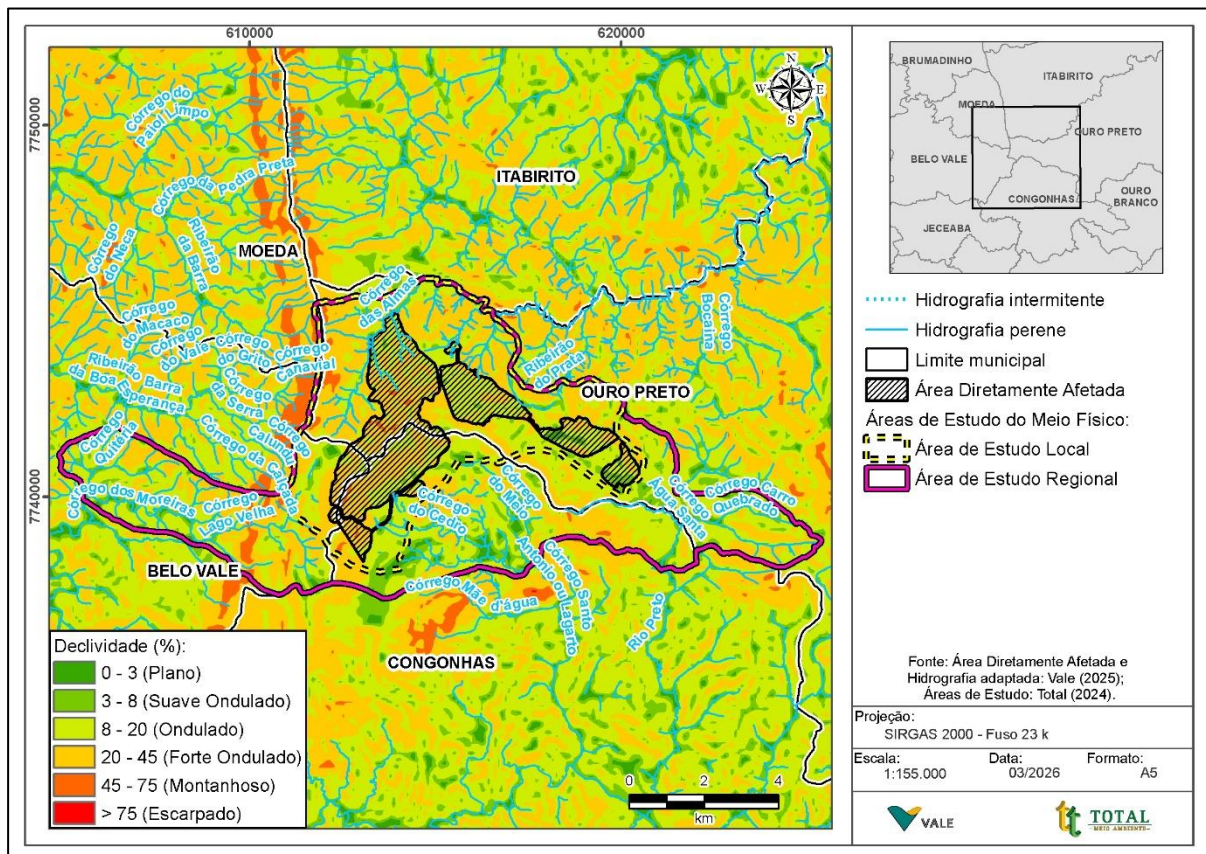 610000
620000
7750000
7740000
N
W
E
S
Córrego do
Paiol Limpo
Córrego da Pedra Preta
Córrego
do Neca
Ribeirão
da Barra
MOEDA
ITABIRITO
Córrego
das Almas
Córrego
Bocaina
Córrego
do Macaco
Córrego
do Vale
Córrego
do Grito
Córrego
Canavial
Ribeirão Barra
da Boa Esperança
Córrego
da Serra
Ribeirão
do Prata
OURO PRETO
Córrego
Quitéria
Córrego
Calunda
Córrego da Calçada
Córrego dos Moreiras
Córrego
Lago Velha
Córrego
do Cedro
Córrego
do Meio
Córrego
Água Santa
Córrego Carro
Quebrado
BELO VALE
Córrego Mãe d'água
Córrego Santo
Antonio ou Lagarto
Rio Preto
CONGONHAS
Declividade (%):
0 - 3 (Plano)
3 - 8 (Suave Ondulado)
8 - 20 (Ondulado)
20 - 45 (Forte Ondulado)
45 - 75 (Montanhoso)
> 75 (Escarpado)
0 2 4
km
BRUMADINHO
ITABIRITO
MOEDA
OURO PRETO
BELO VALE
CONGONHAS
OURO
BRANCO
JECEABA
Hidrografia intermitente
Hidrografia perene
Limite municipal
Área Diretamente Afetada
Áreas de Estudo do Meio Físico:
Área de Estudo Local
Área de Estudo Regional
Fonte: Área Diretamente Afetada e
Hidrografia adaptada: Vale (2025);
Áreas de Estudo: Total (2024).
Projeção:
SIRGAS 2000 - Fuso 23 k
Escala: Data: Formato:
1:155.000 03/2026 A5
VALE
TOTAL
MEIO AMBIENTE